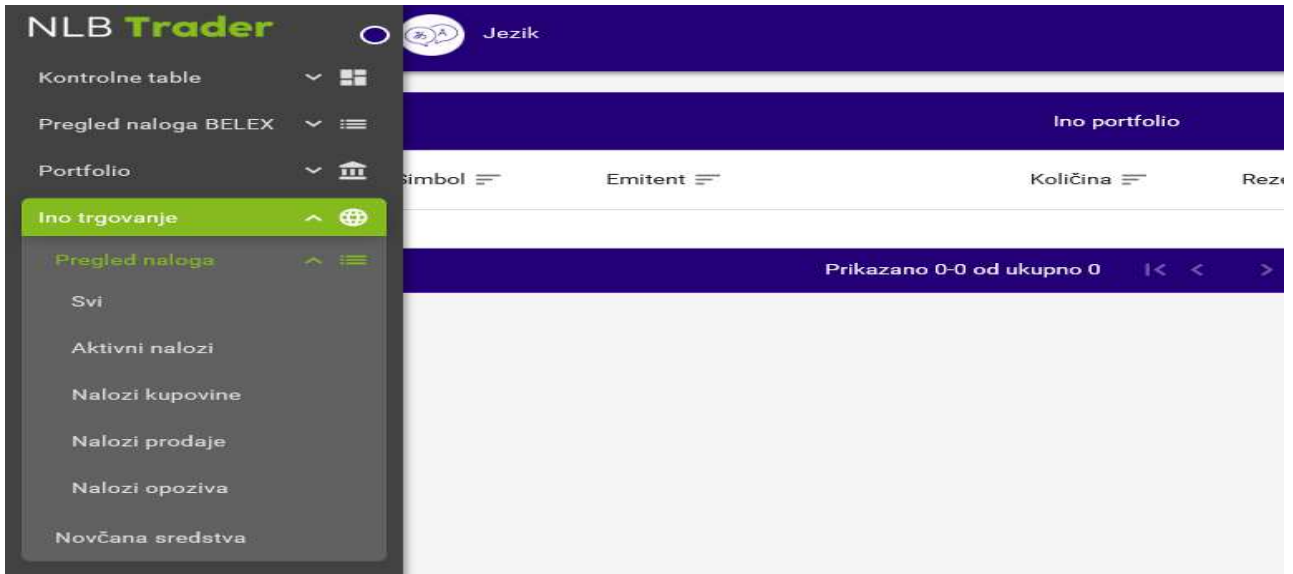 NLB Trader
Jezik
Kontrolne table
Pregled naloga BELEX
Portfolio
Ino trgovanje
Pregled naloga
Svi
Aktivni nalozi
Nalozi kupovine
Nalozi prodaje
Nalozi opoziva
Novčana sredstva
Ino portfolio
Emitent
Količina
Prikazano 0-0 od ukupno 0